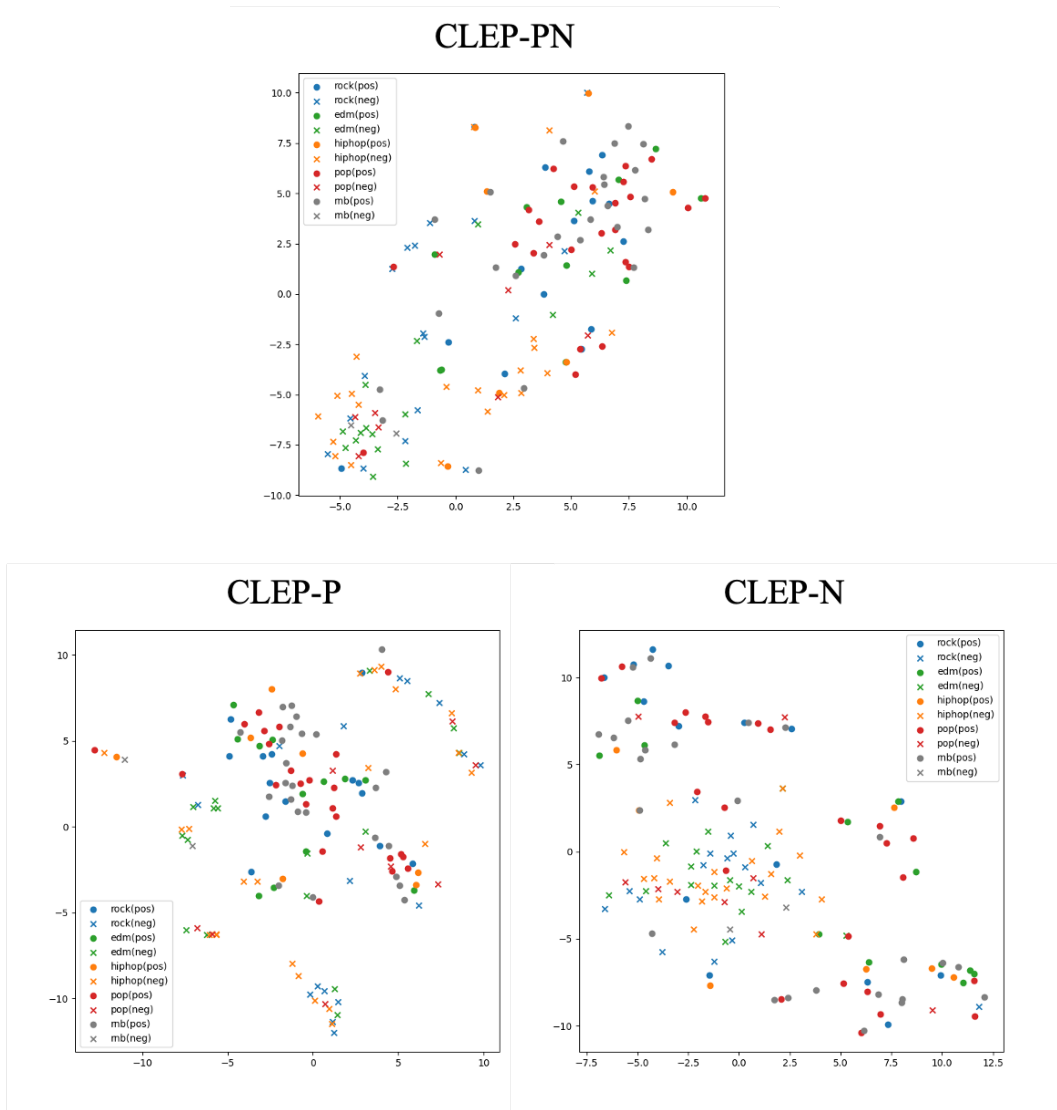 CLEP-PN
rock(pos)
rock(neg)
edm(pos)
edm(neg)
hiphop(pos)
hiphop(neg)
pop(pos)
pop(neg)
rnb(pos)
rnb(neg)
10.0
7.5
5.0
2.5
0.0
−2.5
−5.0
−7.5
−10.0
−5.0 −2.5 0.0 2.5 5.0 7.5 10.0
CLEP-P
10
5
0
−5
−10
rock(pos)
rock(neg)
edm(pos)
edm(neg)
hiphop(pos)
hiphop(neg)
pop(pos)
pop(neg)
rnb(pos)
rnb(neg)
−10 −5 0 5 10
CLEP-N
rock(pos)
rock(neg)
edm(pos)
edm(neg)
hiphop(pos)
hiphop(neg)
pop(pos)
pop(neg)
rnb(pos)
rnb(neg)
10
5
0
−5
−10
−7.5 −5.0 −2.5 0.0 2.5 5.0 7.5 10.0 12.5